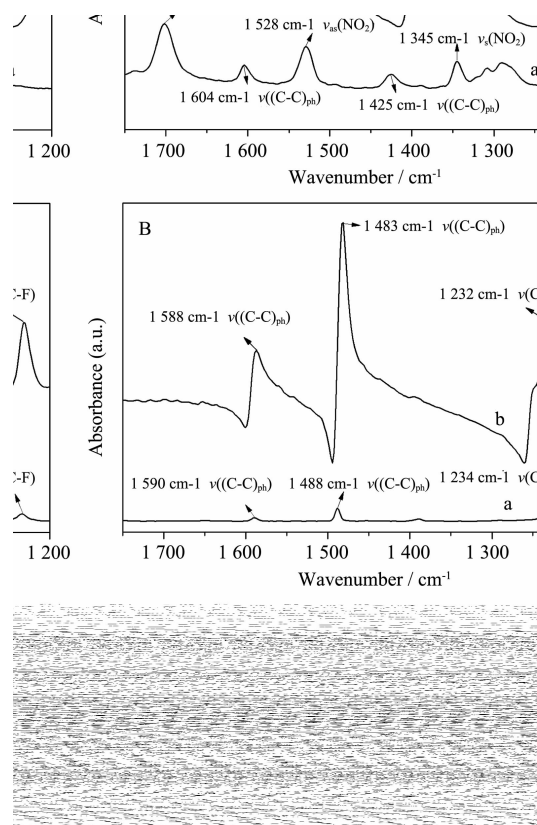 1 528 cm-1 νas(NO2)
1 345 cm-1 νs(NO2)
a
1 604 cm-1 ν((C-C)ph)
1 425 cm-1 ν((C-C)ph)
1 200
1 700 1 600 1 500 1 400 1 300
Wavenumber / cm-1
B
1 483 cm-1 ν((C-C)ph)
C-F)
1 232 cm-1 ν(C
1 588 cm-1 ν((C-C)ph)
Absorbance (a.u.)
b
C-F)
1 590 cm-1 ν((C-C)ph)
1 488 cm-1 ν((C-C)ph)
1 234 cm-1 ν(C
a
1 200
1 700 1 600 1 500 1 400 1 300
Wavenumber / cm-1